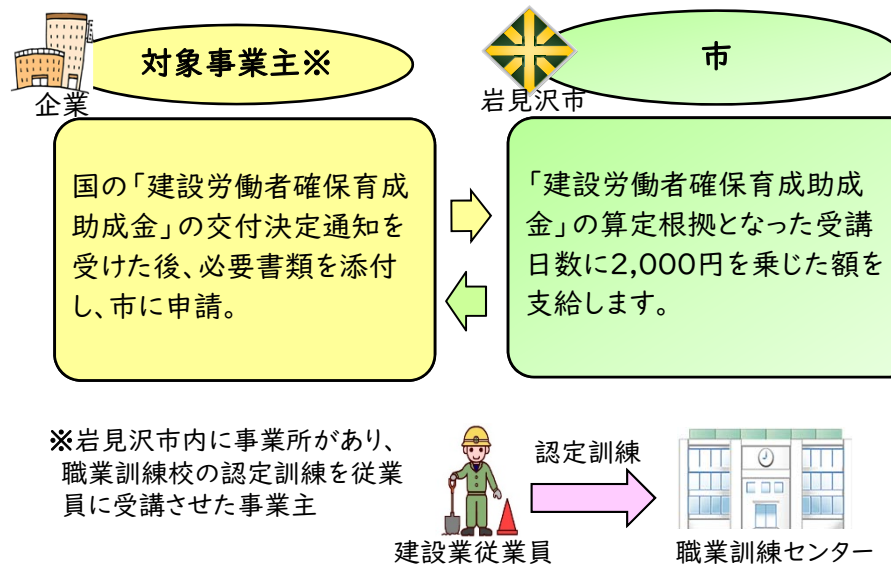 対象事業主※
企業
国の「建設労働者確保育成
助成金」の交付決定通知を
受けた後、必要書類を添付
し、市に申請。
市
岩見沢市
「建設労働者確保育成助成
金」の算定根拠となった受講
日数に2,000円を乗じた額を
支給します。
※岩見沢市内に事業所があり、
職業訓練校の認定訓練を従業
員に受講させた事業主
認定訓練
建設業従業員
職業訓練センター